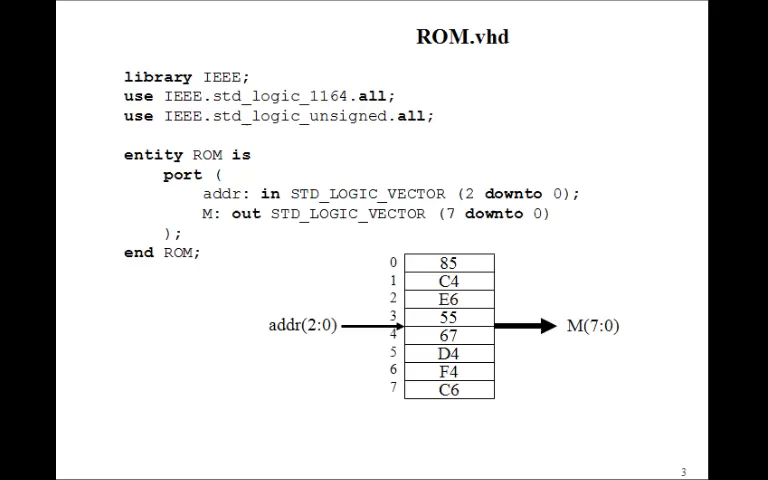 ROM.vhd
library IEEE;
use IEEE.std_logic_1164.all;
use IEEE.std_logic_unsigned.all;
entity ROM is
port (
addr: in STD_LOGIC_VECTOR (2 downto 0);
M: out STD_LOGIC_VECTOR (7 downto 0)
);
end ROM;
0 85
1 C4
2 E6
3 55
addr(2:0) M(7:0)
4 67
5 D4
6 F4
7 C6
3